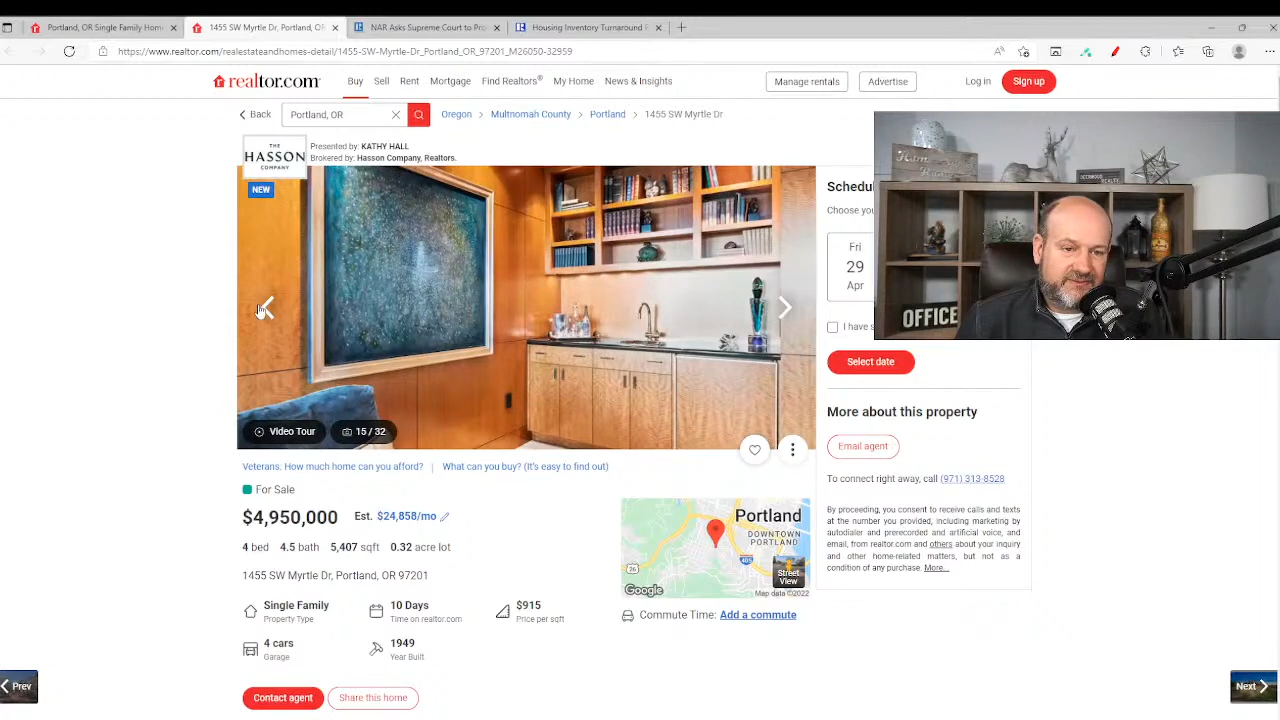 Portland, OR Single Family Home
1455 SW Myrtle Dr, Portland, OR
NAR Asks Supreme Court to Pro
Housing Inventory Turnaround P
https://www.realtor.com/realestateandhomes-detail/1455-SW-Myrtle-Dr_Portland_OR_97201_M26050-32959
realtor.com
Buy Sell Rent Mortgage Find Realtors® My Home News & Insights Manage rentals Advertise Log in Sign up
Back Portland, OR Oregon > Multnomah County > Portland > 1455 SW Myrtle Dr
THE
HASSON
COMPANY
Presented by: KATHY HALL
Brokered by: Hasson Company, Realtors.
NEW
Schedul
Choose you
Fri
29
Apr
I have s
Select date
OFFICE
Video Tour 15 / 32
More about this property
Email agent
To connect right away, call (971) 313-8528
By proceeding, you consent to receive calls and texts
at the number you provided, including marketing by
autodialer and prerecorded and artificial voice, and
email, from realtor.com and others about your inquiry
and other home-related matters, but not as a
condition of any purchase. More...
Veterans. How much home can you afford? | What can you buy? (It's easy to find out)
For Sale
$4,950,000 Est. $24,858/mo
4 bed 4.5 bath 5,407 sqft 0.32 acre lot
1455 SW Myrtle Dr, Portland, OR 97201
Single Family
Property Type
10 Days
Time on realtor.com
$915
Price per sqft
4 cars
Garage
1949
Year Built
Portland
DOWNTOWN
PORTLAND
26
405
Google
Street
View
Map data ©2022
Commute Time: Add a commute
Contact agent Share this home
Prev
Next